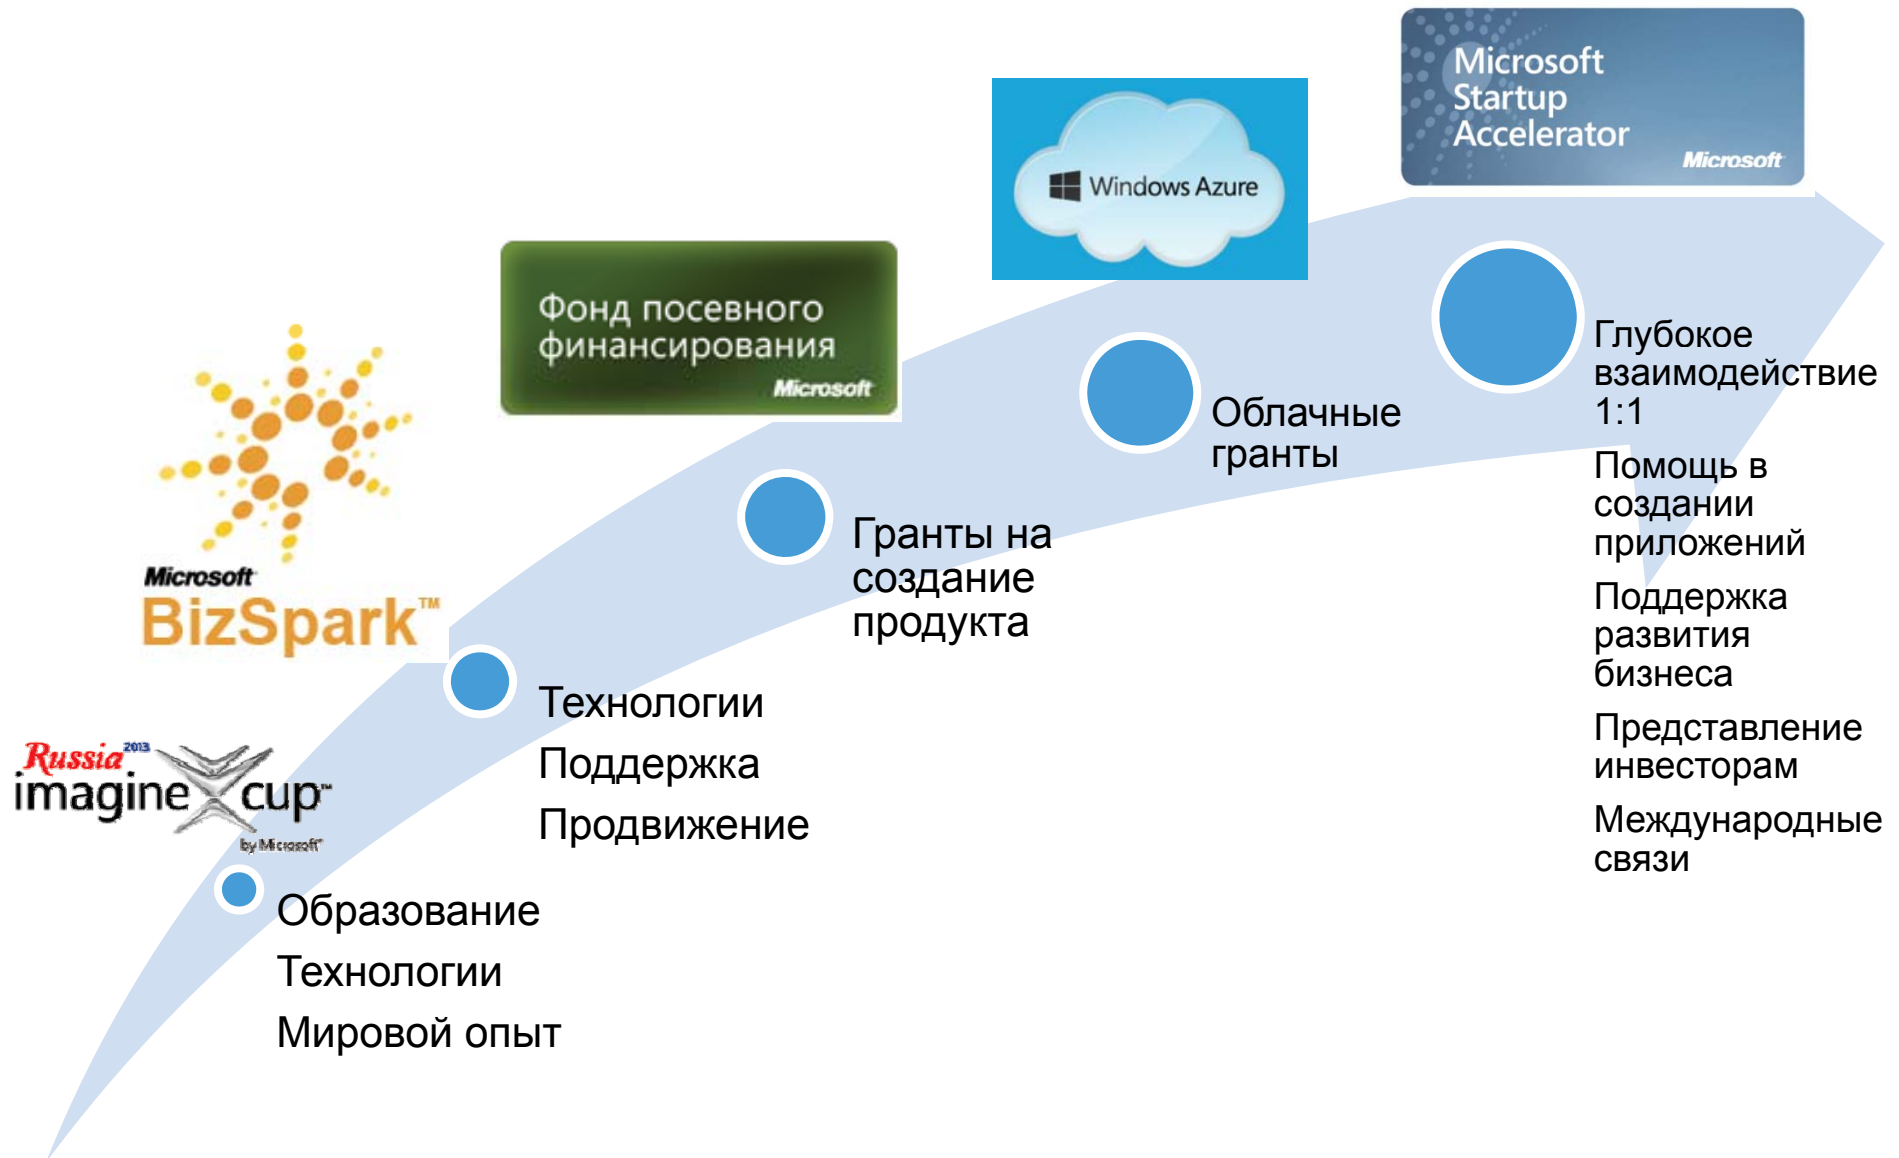 Russia 2013
imagine cup™
by Microsoft®
Образование
Технологии
Мировой опыт
Microsoft
BizSpark™
Технологии
Поддержка
Продвижение
Фонд посевного
финансирования
Microsoft
Гранты на
создание
продукта
Windows Azure
Облачные
гранты
Microsoft
Startup
Accelerator
Microsoft
Глубокое
взаимодействие
1:1
Помощь в
создании
приложений
Поддержка
развития
бизнеса
Представление
инвесторам
Международные
связи